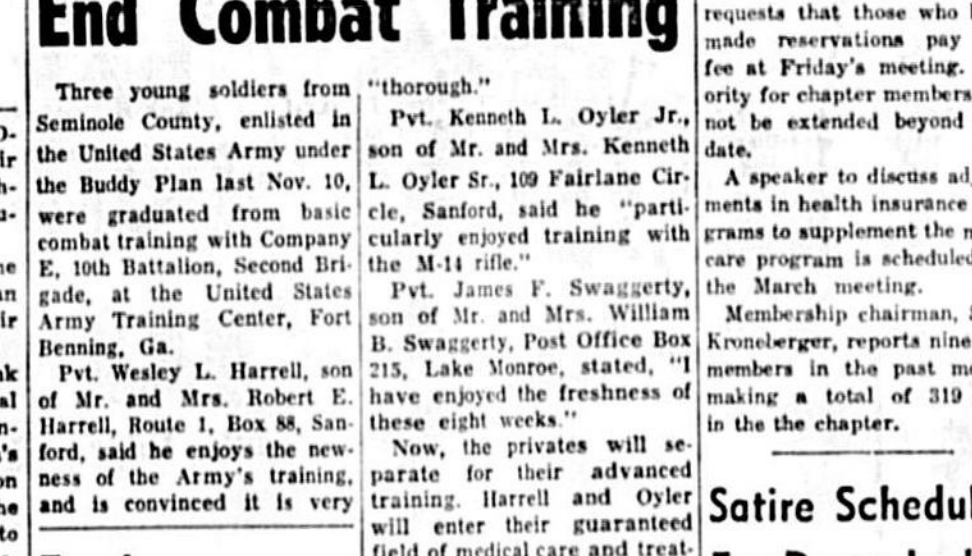 End Combat Training
Three young soldiers from
Seminole County, enlisted in
the United States Army under
the Buddy Plan last Nov. 10,
were graduated from basic
combat training with Company
E, 10th Battalion, Second Bri-
gade, at the United States
Army Training Center, Fort
Benning, Ga.
Pvt. Wesley L. Harrell, son
of Mr. and Mrs. Robert E.
Harrell, Route 1, Box 88, San-
ford, said he enjoys the new-
ness of the Army's training,
and is convinced it is very
"thorough."
Pvt. Kenneth L. Oyler Jr.,
son of Mr. and Mrs. Kenneth
L. Oyler Sr., 109 Fairlane Cir-
cle, Sanford, said he "parti-
cularly enjoyed training with
the M-14 rifle."
Pvt. James F. Swaggerty,
son of Mr. and Mrs. William
B. Swaggerty, Post Office Box
215, Lake Monroe, stated, "I
have enjoyed the freshness of
these eight weeks."
Now, the privates will se-
parate for their advanced
training. Harrell and Oyler
will enter their guaranteed
field of medical care and treat-
requests that those who
made reservations pay
fee at Friday's meeting.
ority for chapter members
not be extended beyond
date.
A speaker to discuss ad
ments in health insurance
grams to supplement the
care program is scheduled
the March meeting.
Membership chairman,
Kroneberger, reports nine
members in the past
making a total of 319
in the the chapter.
Satire Schedul